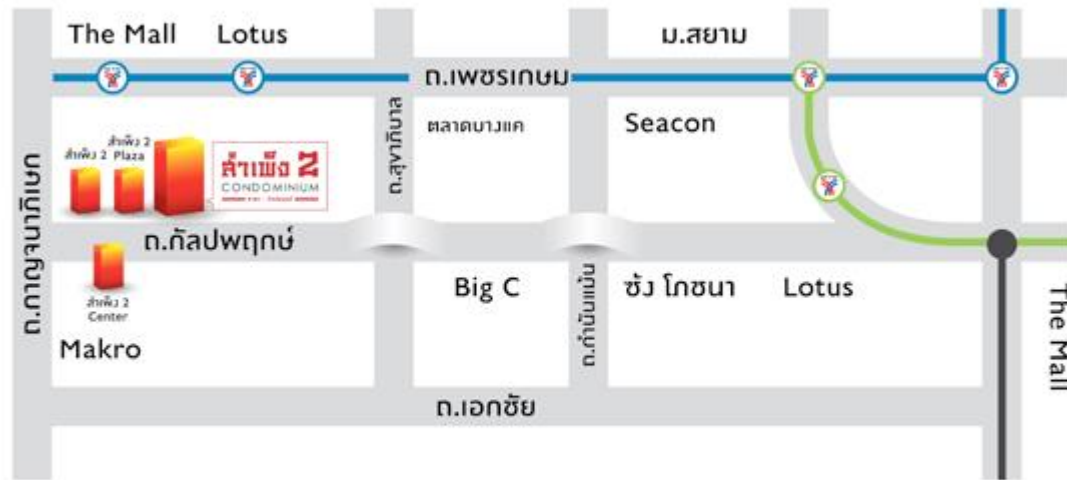 The Mall
Lotus
ม.สยาม
ถ.เพชรเกษม
ตลาดบางแค
Seacon
ถ.สุขาภิบาล
สำเพ็ง 2
สำเพ็ง 2
Plaza
สำเพ็ง 2
CONDOMINIUM
ถ.กาญจนาภิเษก
ถ.กัลปพฤกษ์
สำเพ็ง 2
Center
Makro
Big C
ถ.กำนันแม้น
ซ้ง โภชนา
Lotus
The Mall
ถ.เอกชัย